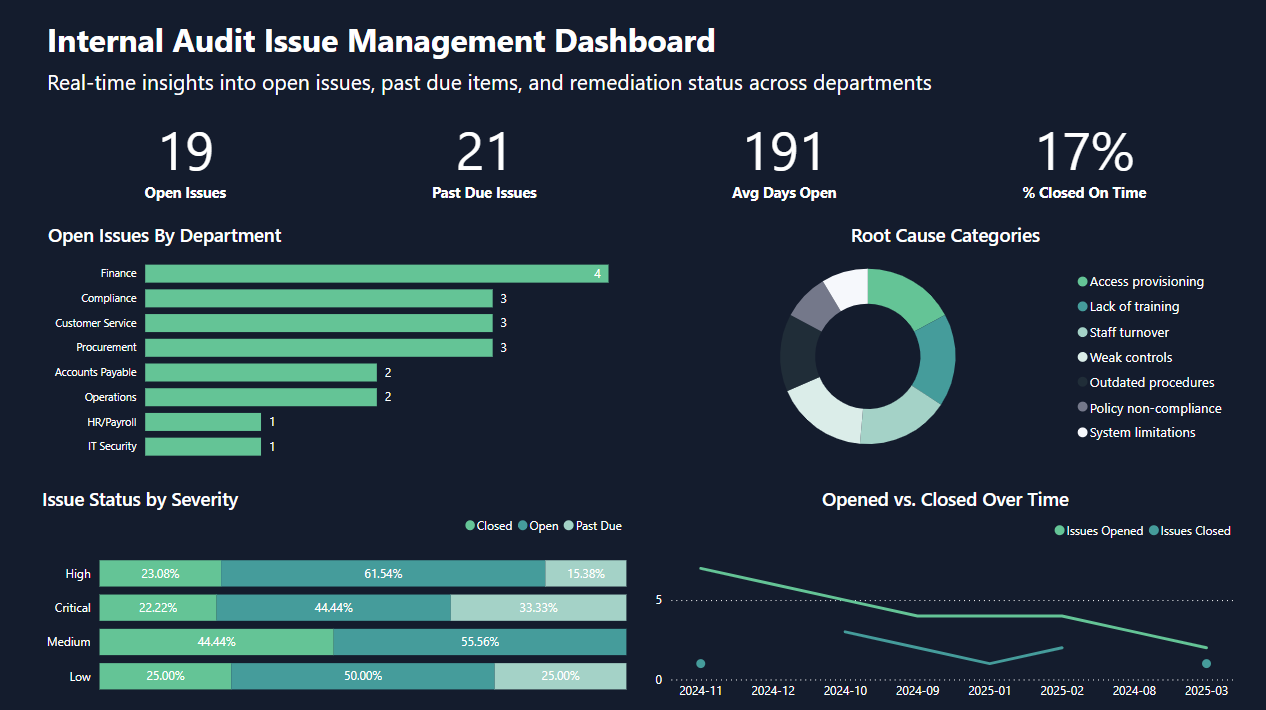 Internal Audit Issue Management Dashboard
Real-time insights into open issues, past due items, and remediation status across departments
19
Open Issues
21
Past Due Issues
191
Avg Days Open
17%
% Closed On Time
Open Issues By Department
Finance 4
Compliance 3
Customer Service 3
Procurement 3
Accounts Payable 2
Operations 2
HR/Payroll 1
IT Security 1
Root Cause Categories
Access provisioning
Lack of training
Staff turnover
Weak controls
Outdated procedures
Policy non-compliance
System limitations
Issue Status by Severity
Closed Open Past Due
High 23.08% 61.54% 15.38%
Critical 22.22% 44.44% 33.33%
Medium 44.44% 55.56%
Low 25.00% 50.00% 25.00%
Opened vs. Closed Over Time
Issues Opened Issues Closed
5
0
2024-11 2024-12 2024-10 2024-09 2025-01 2025-02 2024-08 2025-03